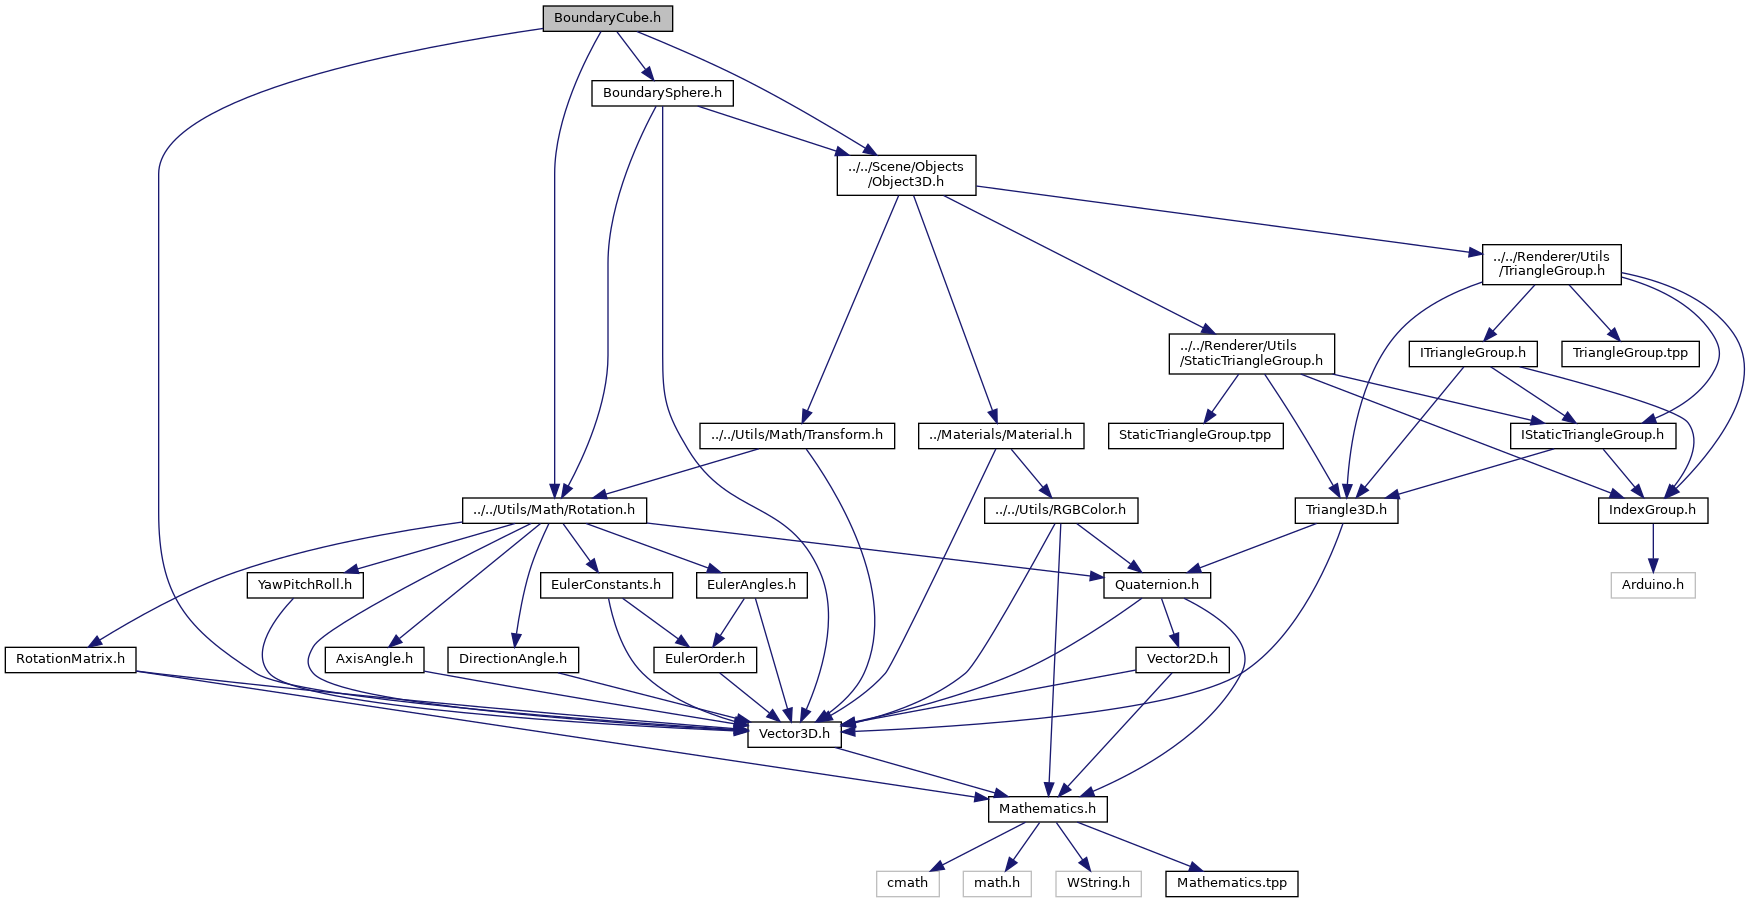 BoundaryCube.h
BoundarySphere.h
../../Scene/Objects
/Object3D.h
../../Renderer/Utils
/TriangleGroup.h
../../Renderer/Utils
/StaticTriangleGroup.h
ITriangleGroup.h
TriangleGroup.tpp
../../Utils/Math/Transform.h
../Materials/Material.h
StaticTriangleGroup.tpp
IStaticTriangleGroup.h
../../Utils/Math/Rotation.h
../../Utils/RGBColor.h
Triangle3D.h
IndexGroup.h
YawPitchRoll.h
EulerConstants.h
EulerAngles.h
Quaternion.h
Arduino.h
RotationMatrix.h
AxisAngle.h
DirectionAngle.h
EulerOrder.h
Vector2D.h
Vector3D.h
Mathematics.h
cmath
math.h
WString.h
Mathematics.tpp